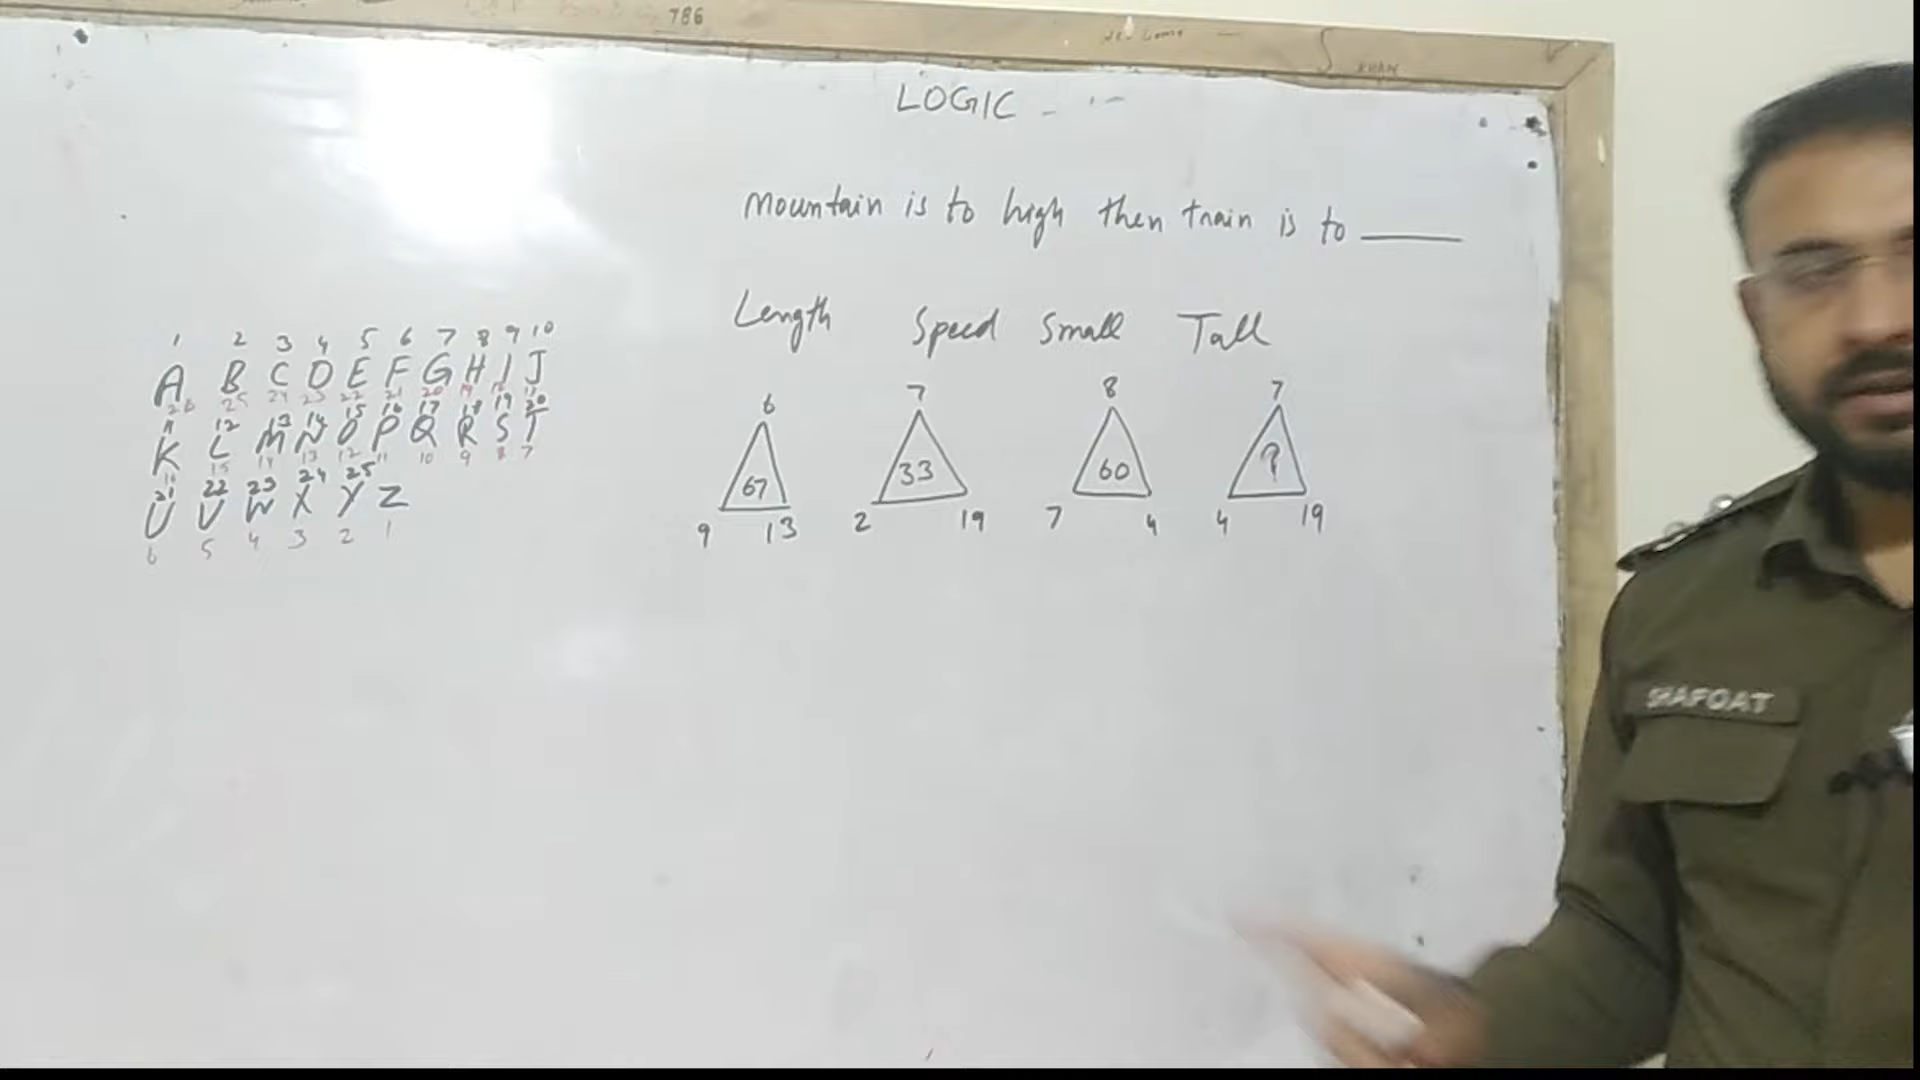 786
KHAN
LOGIC
Mountain is to high then train is to ____
Length Speed Small Tall
1 2 3 4 5 6 7 8 9 10
A B C D E F G H I J
26 25 24 23 22 21 20 19 18 17
11 12 13 14 15 16 17 18 19 20
K L M N O P Q R S T
16 15 14 13 12 11 10 9 8 7
21 22 23 24 25
U V W X Y Z
6 5 4 3 2 1
6 7 8 7
67 33 60 ?
9 13 2 19 7 4 4 19
SHAFQAT